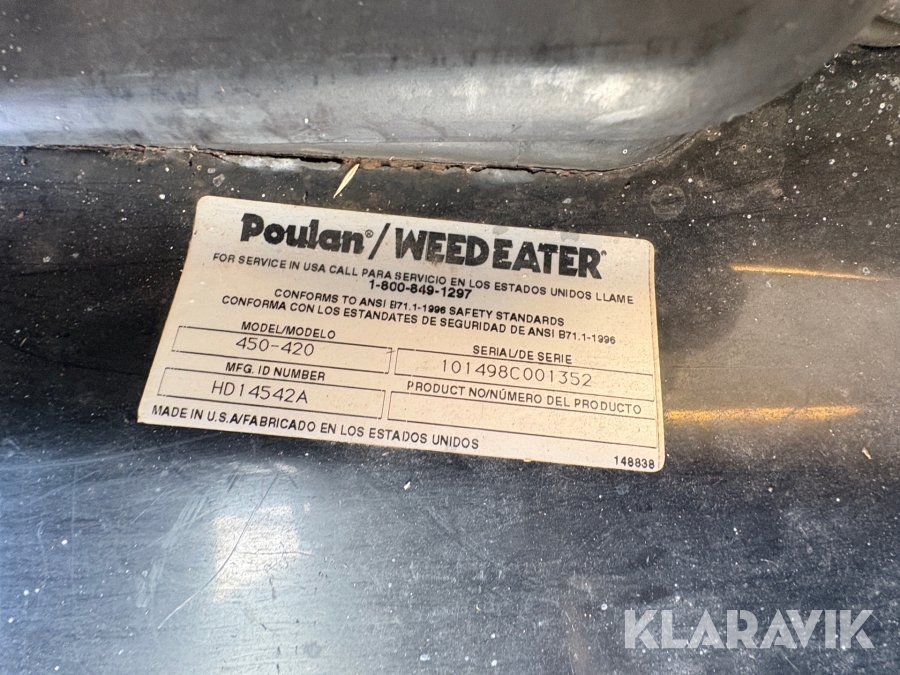 Poulan®/WEED EATER®
FOR SERVICE IN USA CALL PARA SERVICIO EN LOS ESTADOS UNIDOS LLAME
1-800-849-1297
CONFORMS TO ANSI B71.1-1996 SAFETY STANDARDS
CONFORMA CON LOS ESTANDATES DE SEGURIDAD DE ANSI B71.1-1996
MODEL/MODELO
450-420
SERIAL/DE SERIE
101498C001352
MFG. ID NUMBER
HD14542A
PRODUCT NO/NÚMERO DEL PRODUCTO
MADE IN U.S.A/FABRICADO EN LOS ESTADOS UNIDOS
148838
KLARAVIK